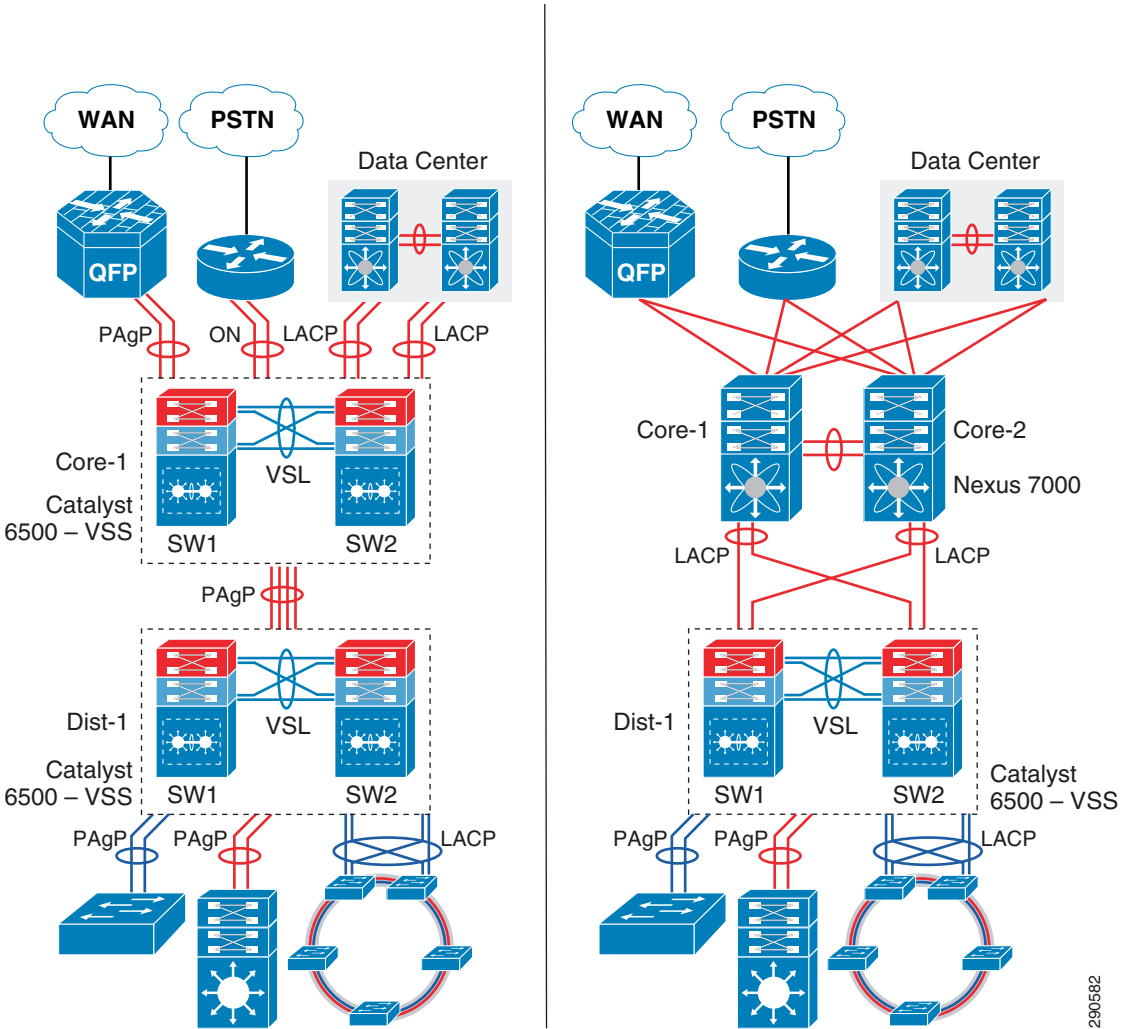 WAN
PSTN
Data Center
QFP
PAgP
ON
LACP
LACP
Core-1
VSL
Catalyst
6500 – VSS
SW1
SW2
PAgP
Dist-1
VSL
Catalyst
6500 – VSS
SW1
SW2
PAgP
PAgP
LACP
WAN
PSTN
Data Center
QFP
Core-1
Core-2
Nexus 7000
LACP
LACP
Dist-1
VSL
SW1
SW2
Catalyst
6500 – VSS
PAgP
PAgP
LACP
290582